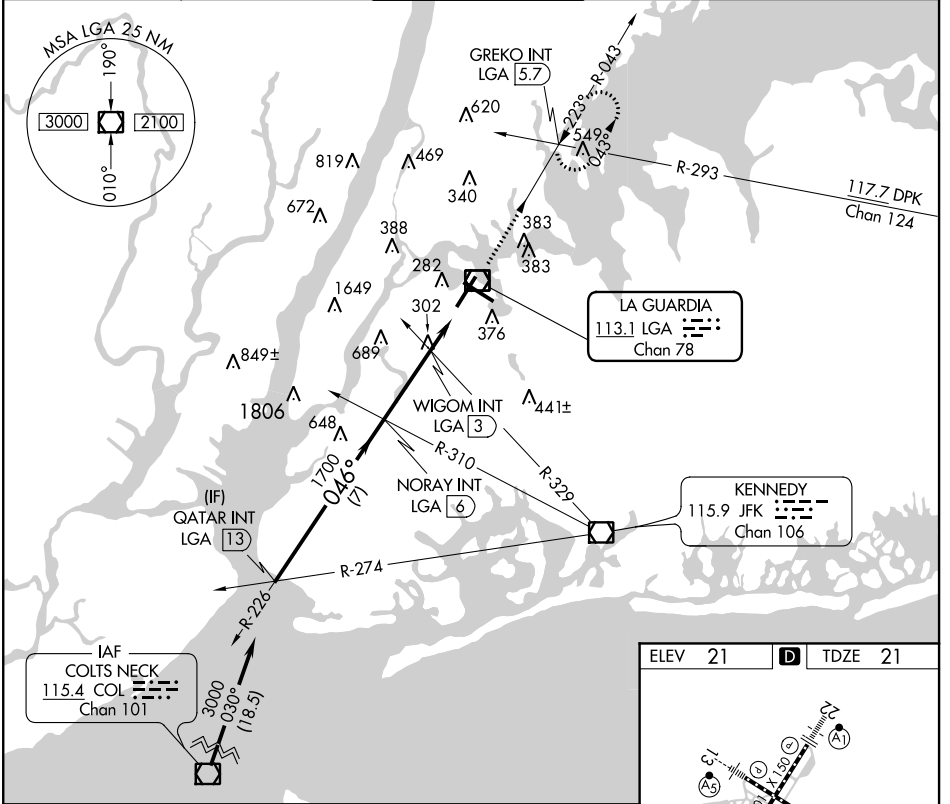 MSA LGA 25 NM
190°
3000
2100
010°
GREKO INT
LGA 5.7
R-043
223°
043°
620
549
819
469
340
R-293
117.7 DPK
Chan 124
672
388
383
383
282
1649
302
376
LA GUARDIA
113.1 LGA
Chan 78
689
849±
1806
WIGOM INT
LGA 3
441±
648
R-310
R-329
1700
046°
(7)
NORAY INT
LGA 6
(IF)
QATAR INT
LGA 13
KENNEDY
115.9 JFK
Chan 106
R-274
R-226
IAF
COLTS NECK
115.4 COL
Chan 101
3000
030°
(18.5)
ELEV 21 D TDZE 21
22
A1
P
13
P
A5
X 150